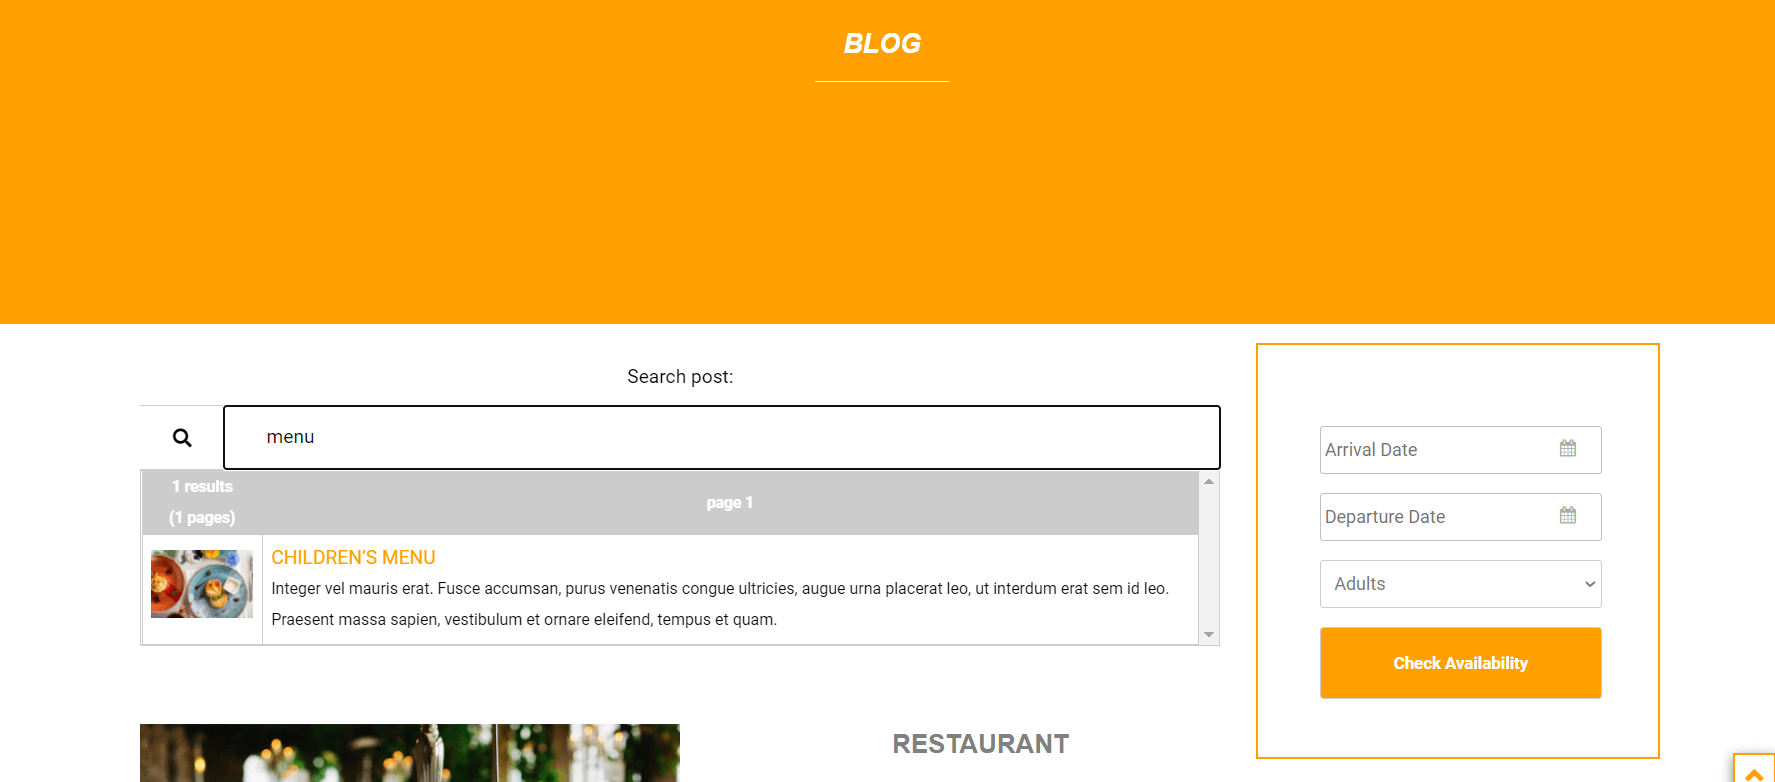 BLOG
Search post:
menu
1 results
(1 pages)
page 1
CHILDREN’S MENU
Integer vel mauris erat. Fusce accumsan, purus venenatis congue ultricies, augue urna placerat leo, ut interdum erat sem id leo.
Praesent massa sapien, vestibulum et ornare eleifend, tempus et quam.
RESTAURANT
Arrival Date
Departure Date
Adults
Check Availability